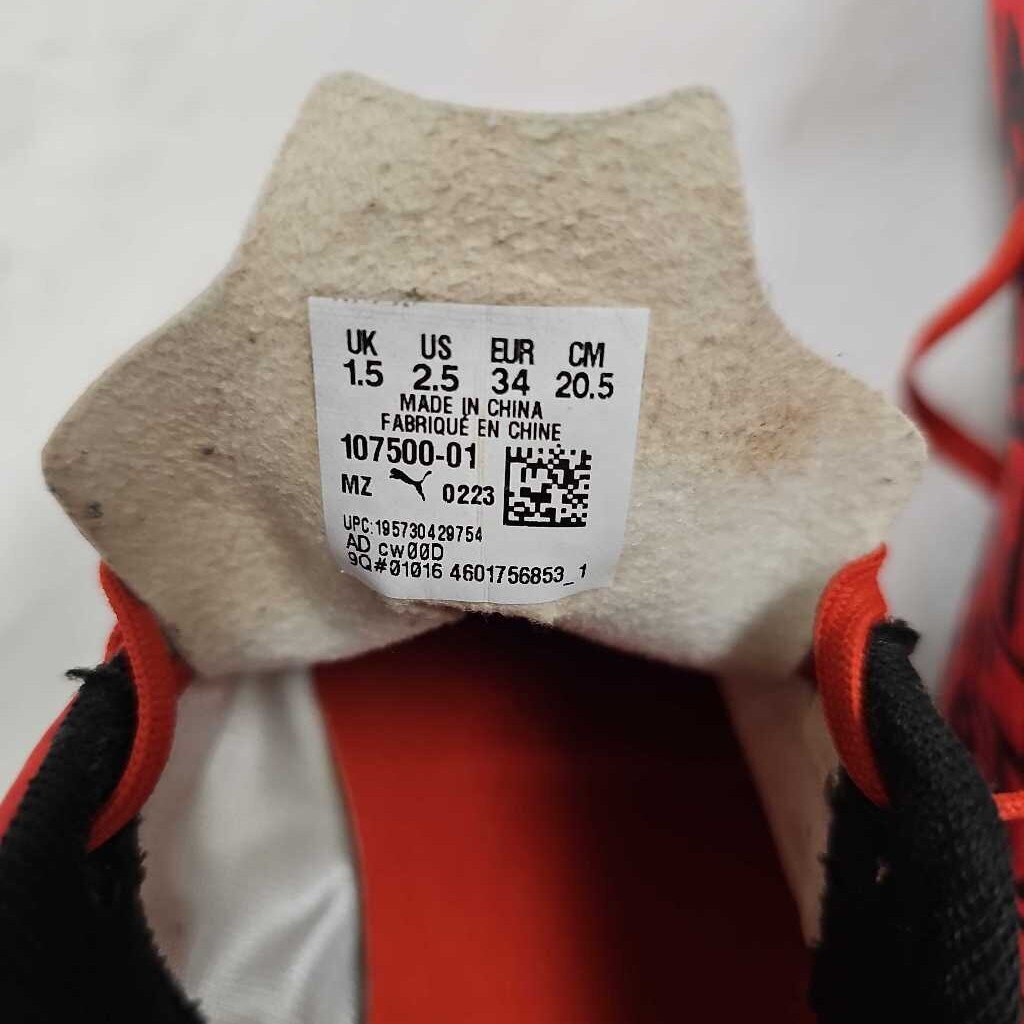 UK US EUR CM
1.5 2.5 34 20.5
MADE IN CHINA
FABRIQUÉ EN CHINE
107500-01
MZ 0223
UPC:195730429754
AD cw00D
9Q#01016 4601756853_1